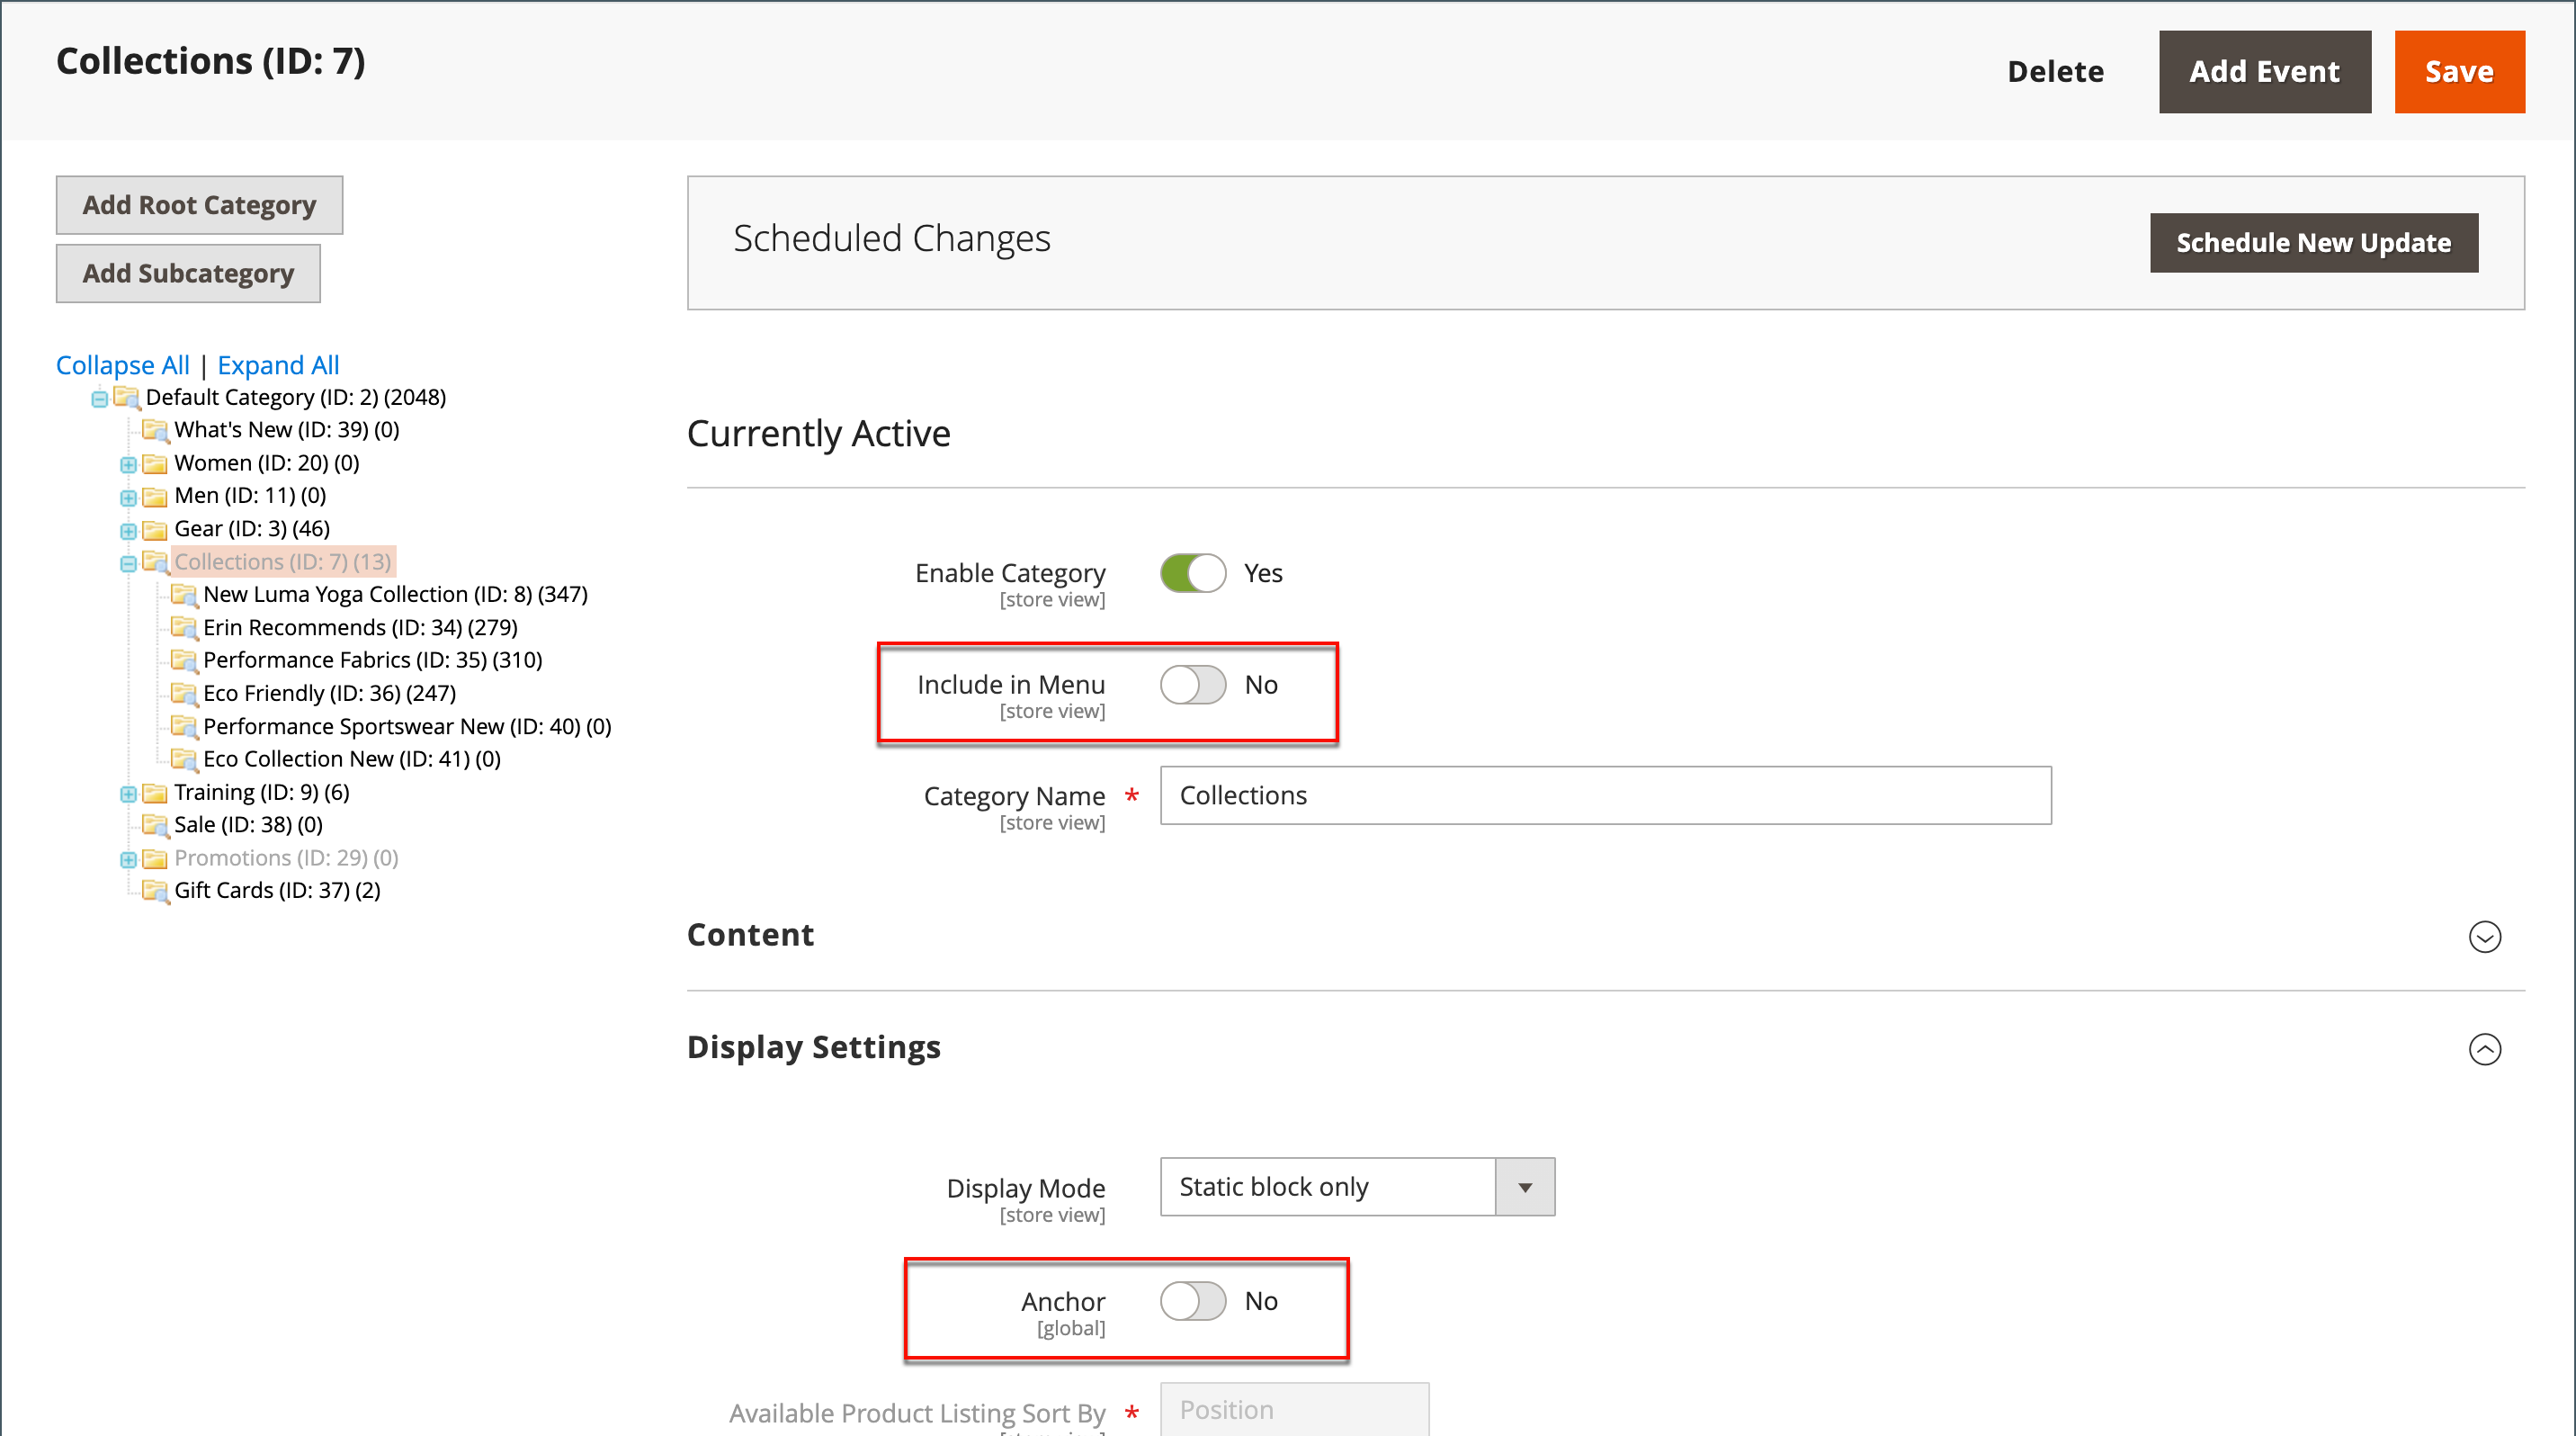 Collections (ID: 7)
Delete
Add Event
Save
Add Root Category
Add Subcategory
Collapse All | Expand All
Default Category (ID: 2) (2048)
What's New (ID: 39) (0)
Women (ID: 20) (0)
Men (ID: 11) (0)
Gear (ID: 3) (46)
Collections (ID: 7) (13)
New Luma Yoga Collection (ID: 8) (347)
Erin Recommends (ID: 34) (279)
Performance Fabrics (ID: 35) (310)
Eco Friendly (ID: 36) (247)
Performance Sportswear New (ID: 40) (0)
Eco Collection New (ID: 41) (0)
Training (ID: 9) (6)
Sale (ID: 38) (0)
Promotions (ID: 29) (0)
Gift Cards (ID: 37) (2)
Scheduled Changes
Schedule New Update
Currently Active
Enable Category
[store view]
Yes
Include in Menu
[store view]
No
Category Name *
[store view]
Collections
Content
Display Settings
Display Mode
[store view]
Static block only
Anchor
[global]
No
Available Product Listing Sort By *
Position